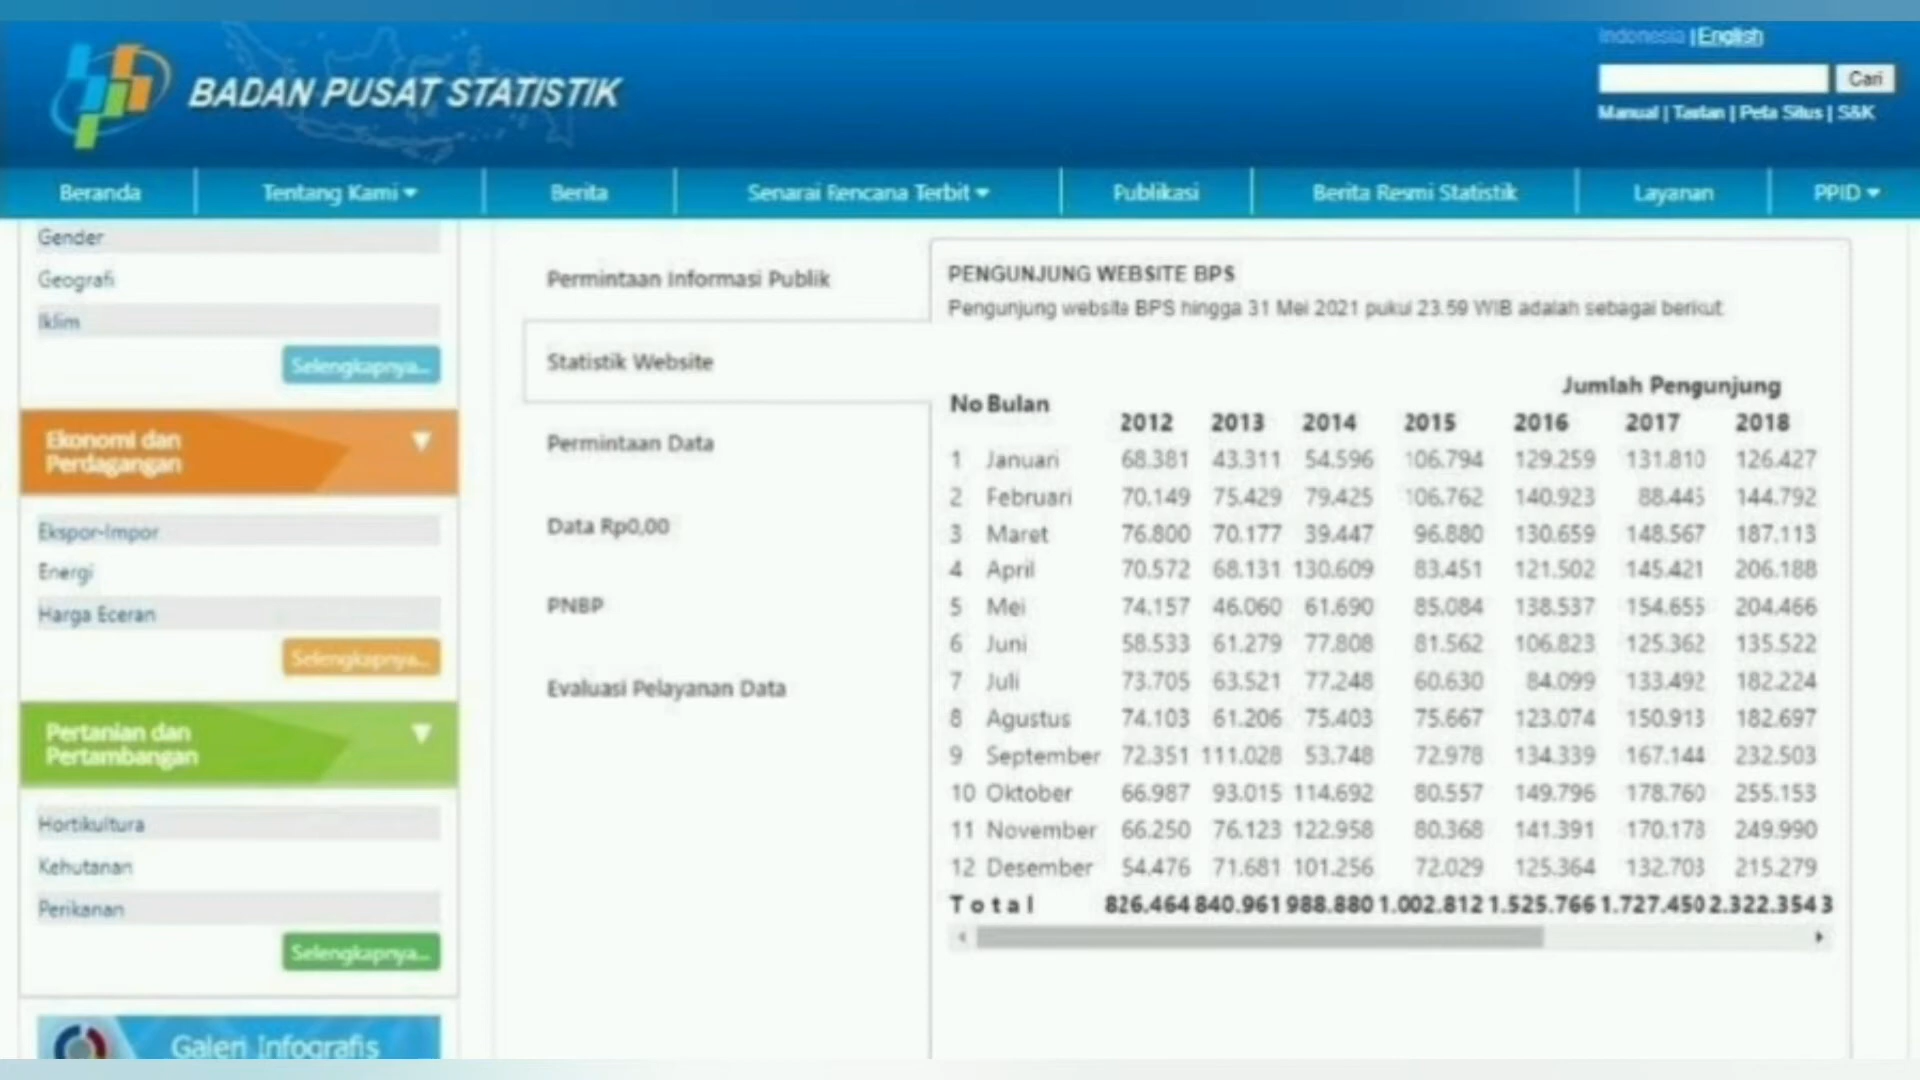 Indonesia | English
BADAN PUSAT STATISTIK
Cari
Manual | Tautan | Peta Situs | S&K
Beranda
Tentang Kami
Berita
Senarai Rencana Terbit
Publikasi
Berita Resmi Statistik
Layanan
PPID
Gender
Geografi
Iklim
Selengkapnya...
Ekonomi dan
Perdagangan
Ekspor-Impor
Energi
Harga Eceran
Selengkapnya...
Pertanian dan
Pertambangan
Hortikultura
Kehutanan
Perikanan
Selengkapnya...
Galeri Infografis
Permintaan Informasi Publik
Statistik Website
Permintaan Data
Data Rp0,00
PNBP
Evaluasi Pelayanan Data
PENGUNJUNG WEBSITE BPS
Pengunjung website BPS hingga 31 Mei 2021 pukul 23.59 WIB adalah sebagai berikut
Jumlah Pengunjung
No Bulan
2012 2013 2014 2015 2016 2017 2018
1 Januari 68.381 43.311 54.596 106.794 129.259 131.810 126.427
2 Februari 70.149 75.429 79.425 106.762 140.923 88.445 144.792
3 Maret 76.800 70.177 39.447 96.880 130.659 148.567 187.113
4 April 70.572 68.131 130.609 83.451 121.502 145.421 206.188
5 Mei 74.157 46.060 61.690 85.084 138.537 154.655 204.466
6 Juni 58.533 61.279 77.808 81.562 106.823 125.362 135.522
7 Juli 73.705 63.521 77.248 60.630 84.099 133.492 182.224
8 Agustus 74.103 61.206 75.403 75.667 123.074 150.913 182.697
9 September 72.351 111.028 53.748 72.978 134.339 167.144 232.503
10 Oktober 66.987 93.015 114.692 80.557 149.796 178.760 255.153
11 November 66.250 76.123 122.958 80.368 141.391 170.173 249.990
12 Desember 54.476 71.681 101.256 72.029 125.364 132.703 215.279
Total 826.464 840.961 988.880 1.002.812 1.525.766 1.727.450 2.322.354 3